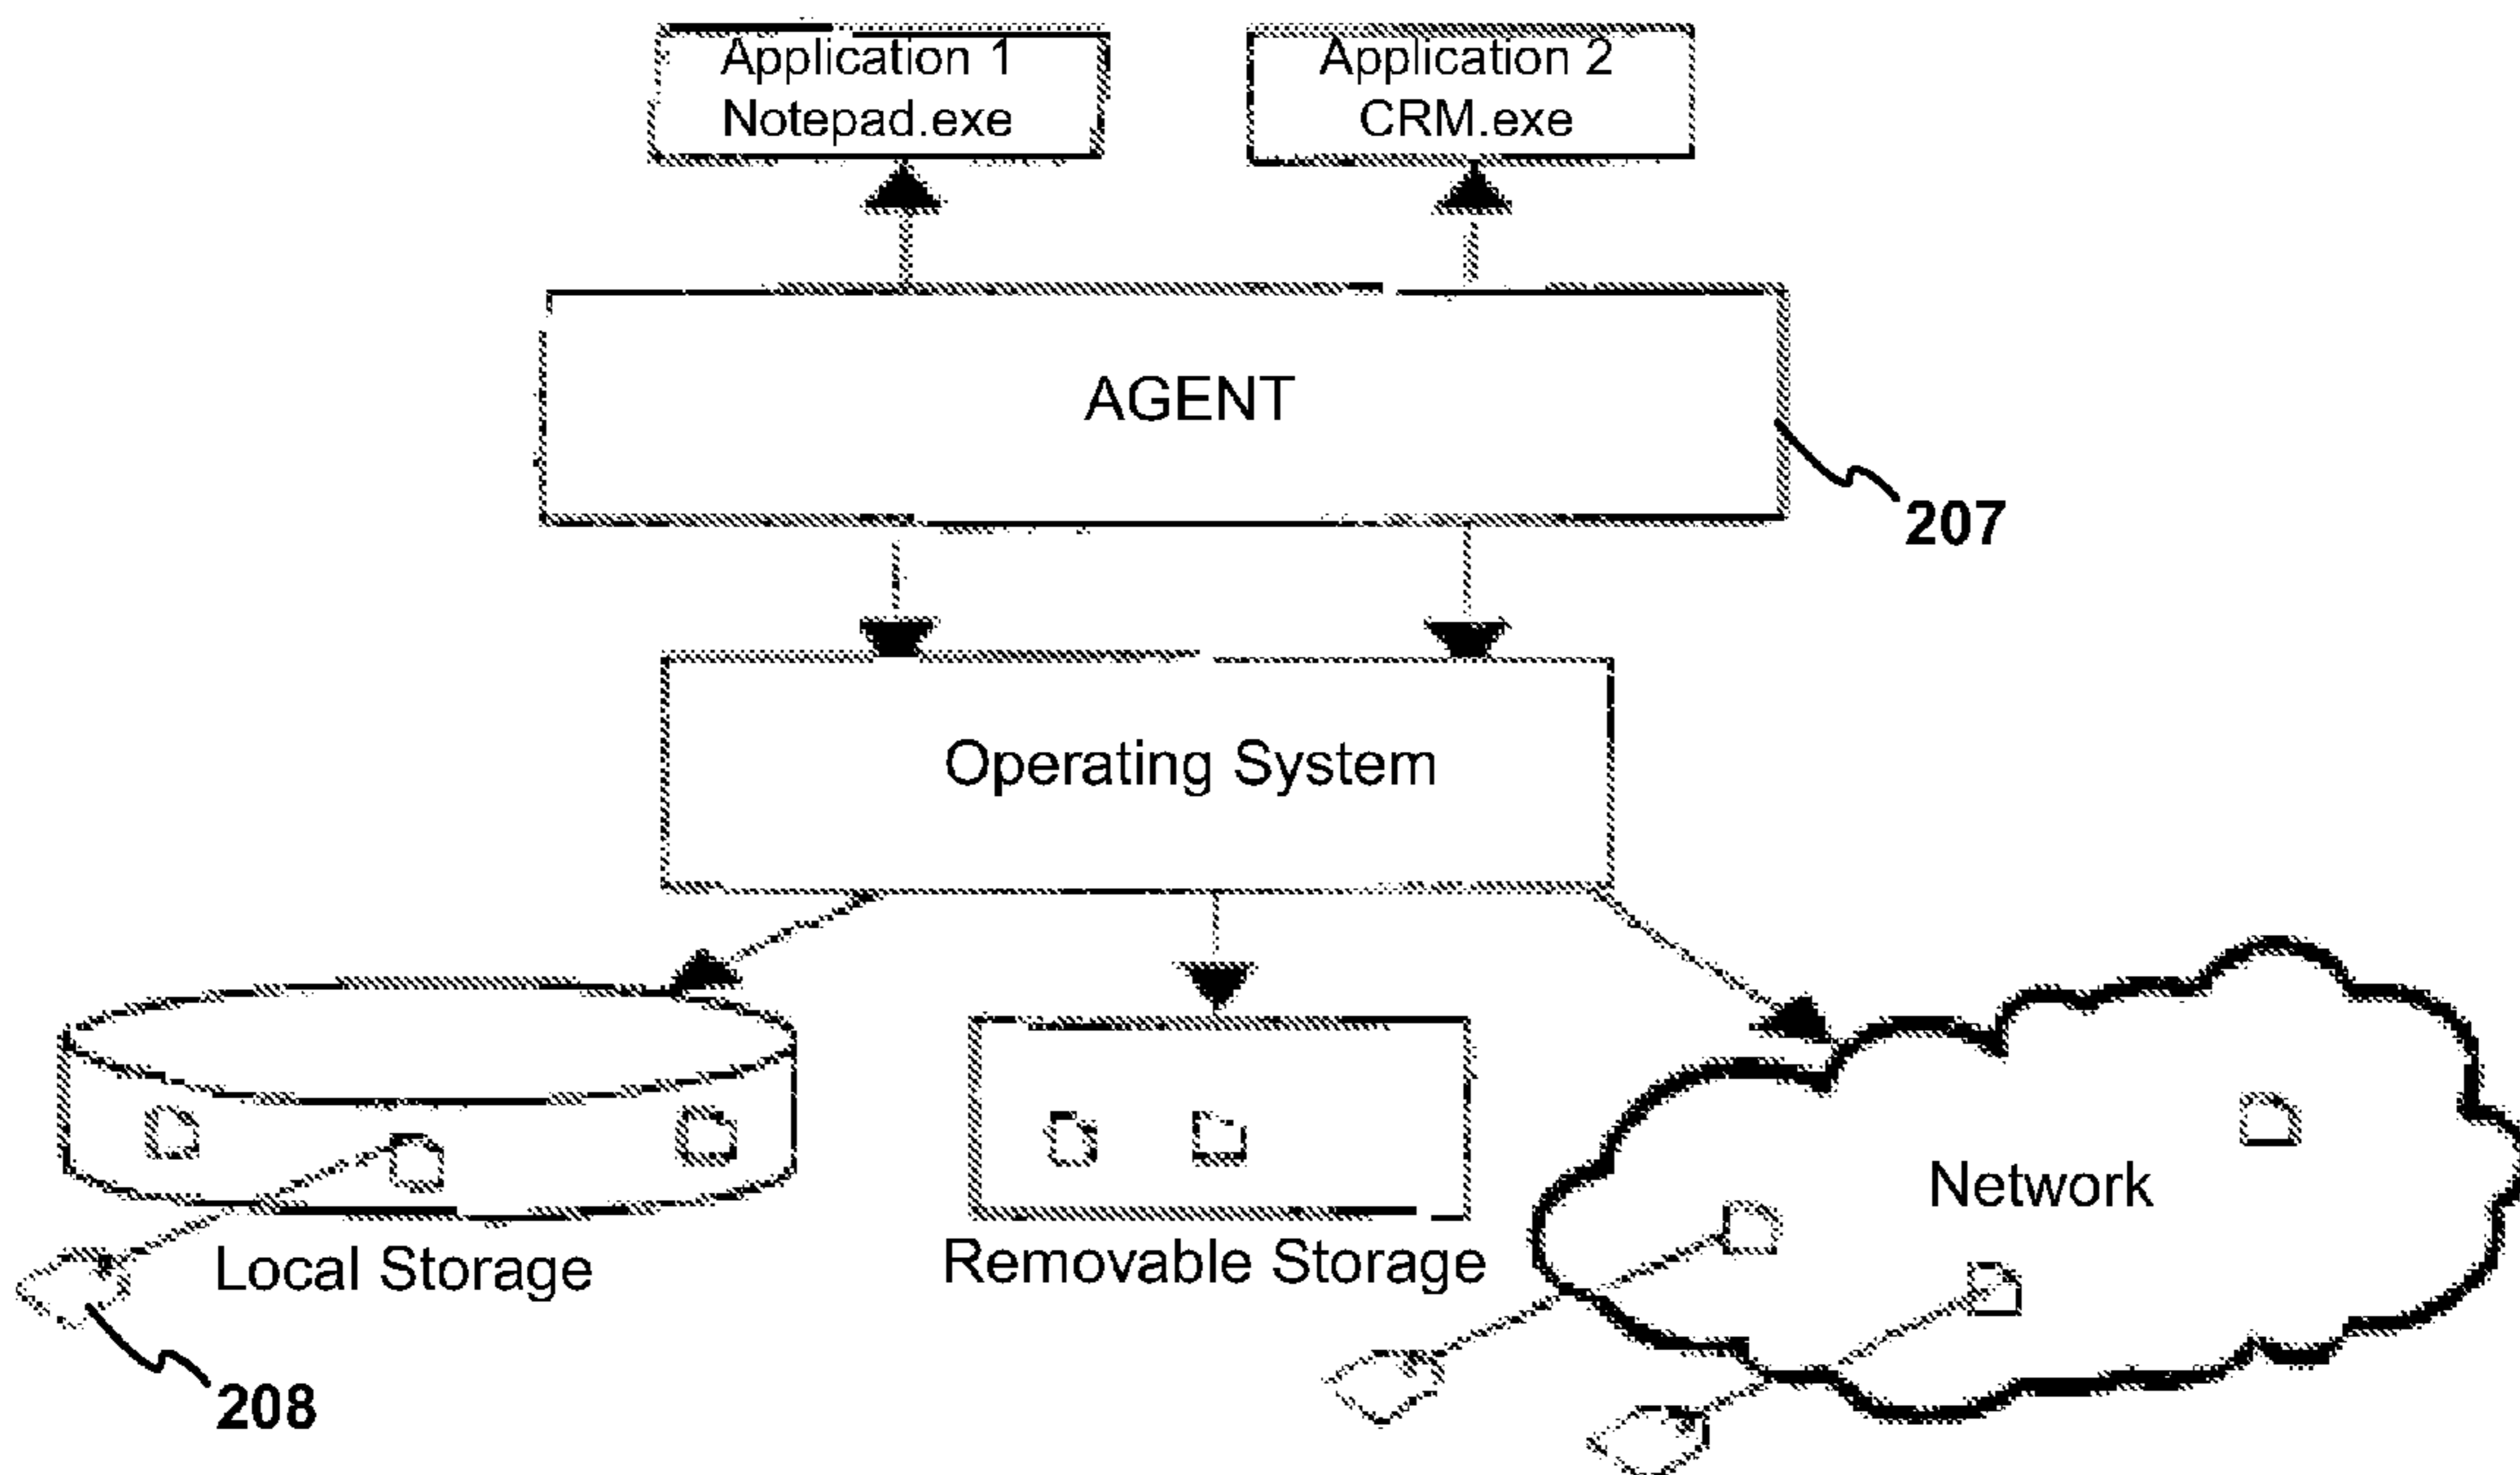 Application 1
Notepad.exe
Application 2
CRM.exe
AGENT
207
Operating System
Network
Local Storage
Removable Storage
208